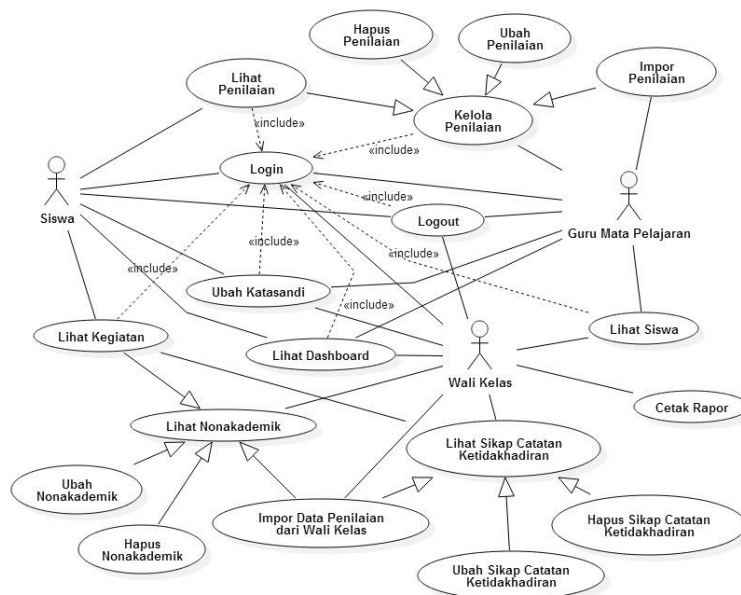 Hapus
Penilaian
Ubah
Penilaian
Impor
Penilaian
Lihat
Penilaian
Kelola
Penilaian
«include»
«include»
Login
Siswa
Logout
Guru Mata Pelajaran
«include»
«include»
«include»
«include»
«include»
Ubah Katasandi
Lihat Kegiatan
Lihat Dashboard
Lihat Siswa
Wali Kelas
Cetak Rapor
Lihat Nonakademik
Lihat Sikap Catatan
Ketidakhadiran
Ubah
Nonakademik
Hapus
Nonakademik
Impor Data Penilaian
dari Wali Kelas
Hapus Sikap Catatan
Ketidakhadiran
Ubah Sikap Catatan
Ketidakhadiran